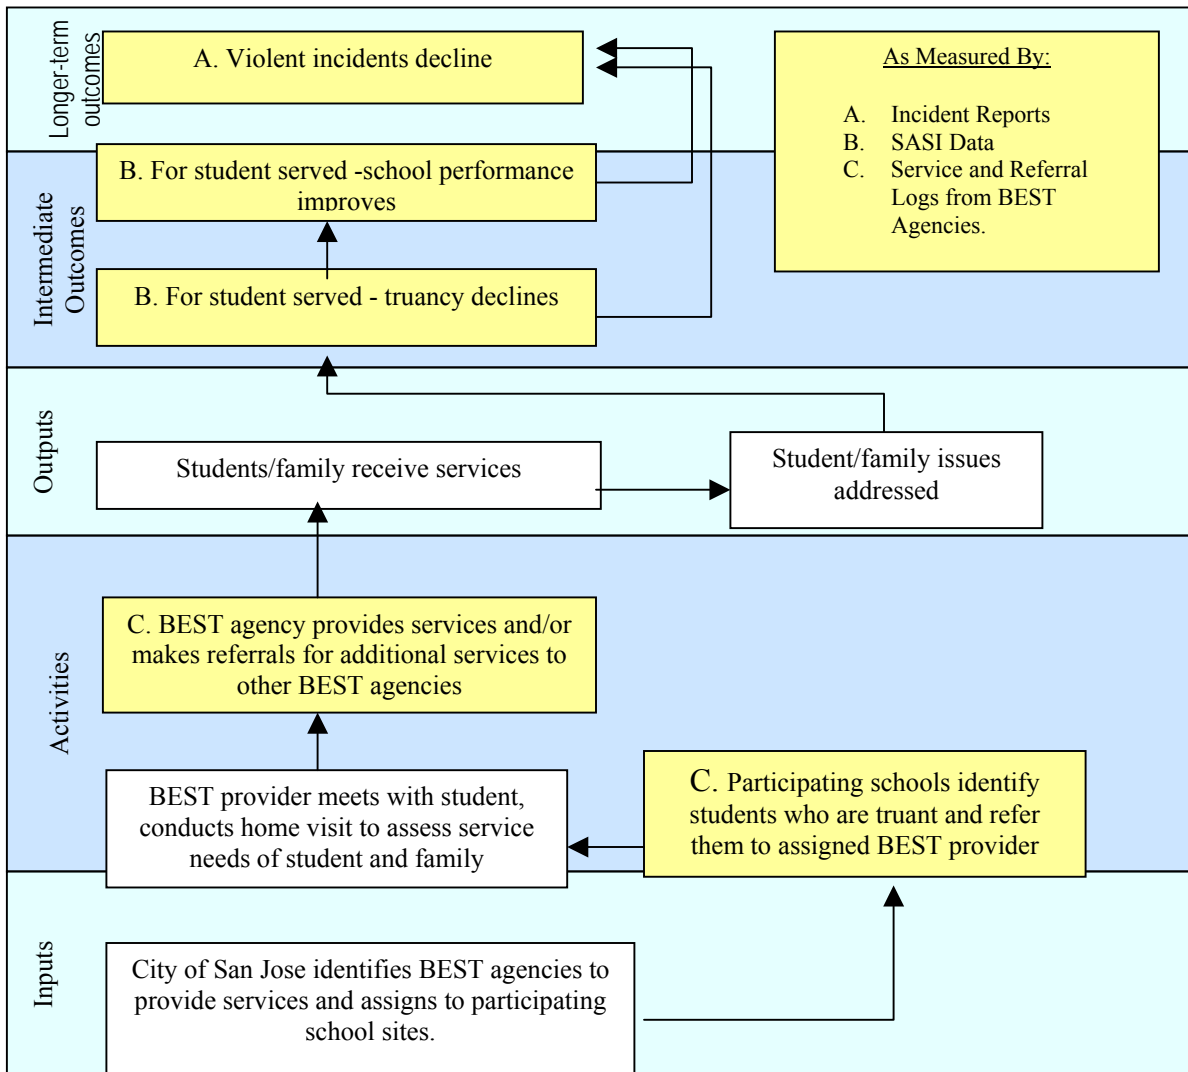 Longer-term
outcomes
A. Violent incidents decline
As Measured By:
A. Incident Reports
B. SASI Data
C. Service and Referral
Logs from BEST
Agencies.
Intermediate
Outcomes
B. For student served -school performance
improves
B. For student served - truancy declines
Outputs
Students/family receive services
Student/family issues
addressed
Activities
C. BEST agency provides services and/or
makes referrals for additional services to
other BEST agencies
BEST provider meets with student,
conducts home visit to assess service
needs of student and family
C. Participating schools identify
students who are truant and refer
them to assigned BEST provider
Inputs
City of San Jose identifies BEST agencies to
provide services and assigns to participating
school sites.